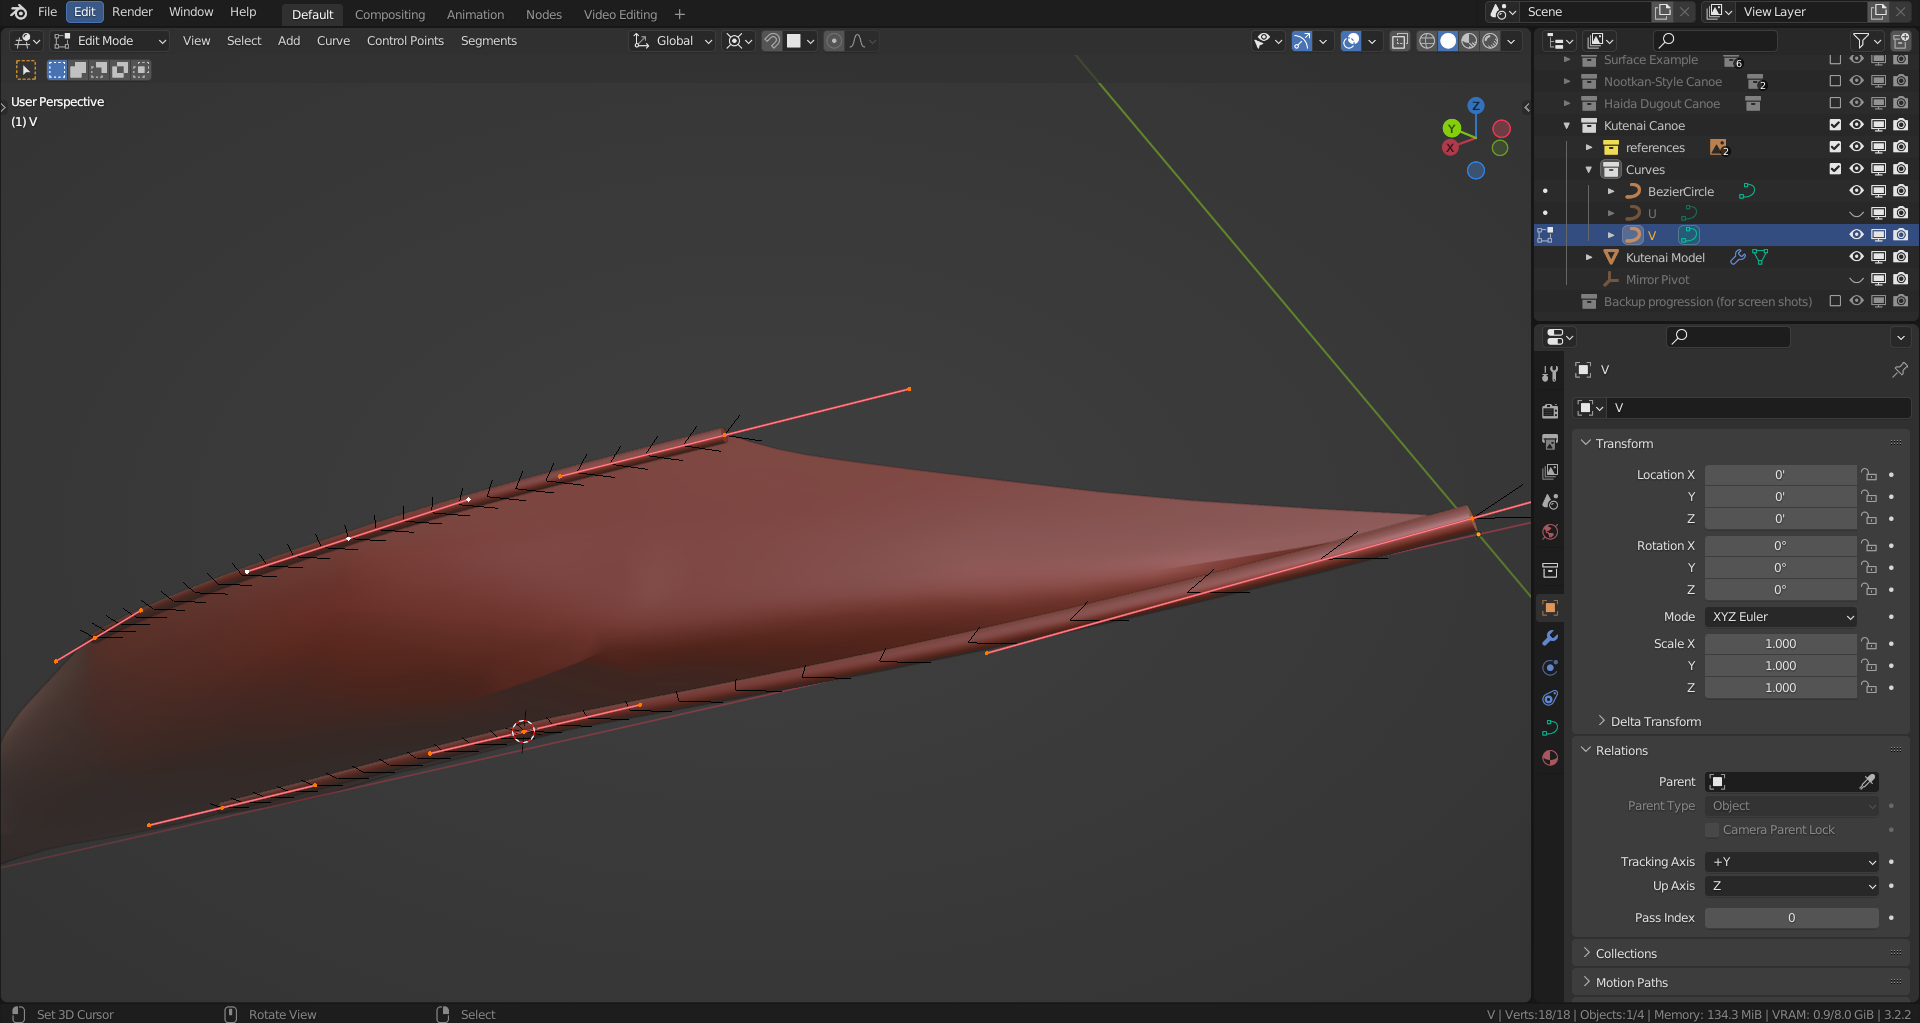 File Edit Render Window Help Default Compositing Animation Nodes Video Editing + Scene View Layer
Edit Mode View Select Add Curve Control Points Segments Global
User Perspective
(1) V
Z
Y
X
Surface Example 6
Nootkan-Style Canoe 2
Haida Dugout Canoe
Kutenai Canoe
references 2
Curves
BezierCircle
U
V
Kutenai Model
Mirror Pivot
Backup progression (for screen shots)
V
V
Transform
Location X 0'
Y 0'
Z 0'
Rotation X 0°
Y 0°
Z 0°
Mode XYZ Euler
Scale X 1.000
Y 1.000
Z 1.000
Delta Transform
Relations
Parent
Parent Type Object
Camera Parent Lock
Tracking Axis +Y
Up Axis Z
Pass Index 0
Collections
Motion Paths
Set 3D Cursor Rotate View Select V | Verts:18/18 | Objects:1/4 | Memory: 134.3 MiB | VRAM: 0.9/8.0 GiB | 3.2.2